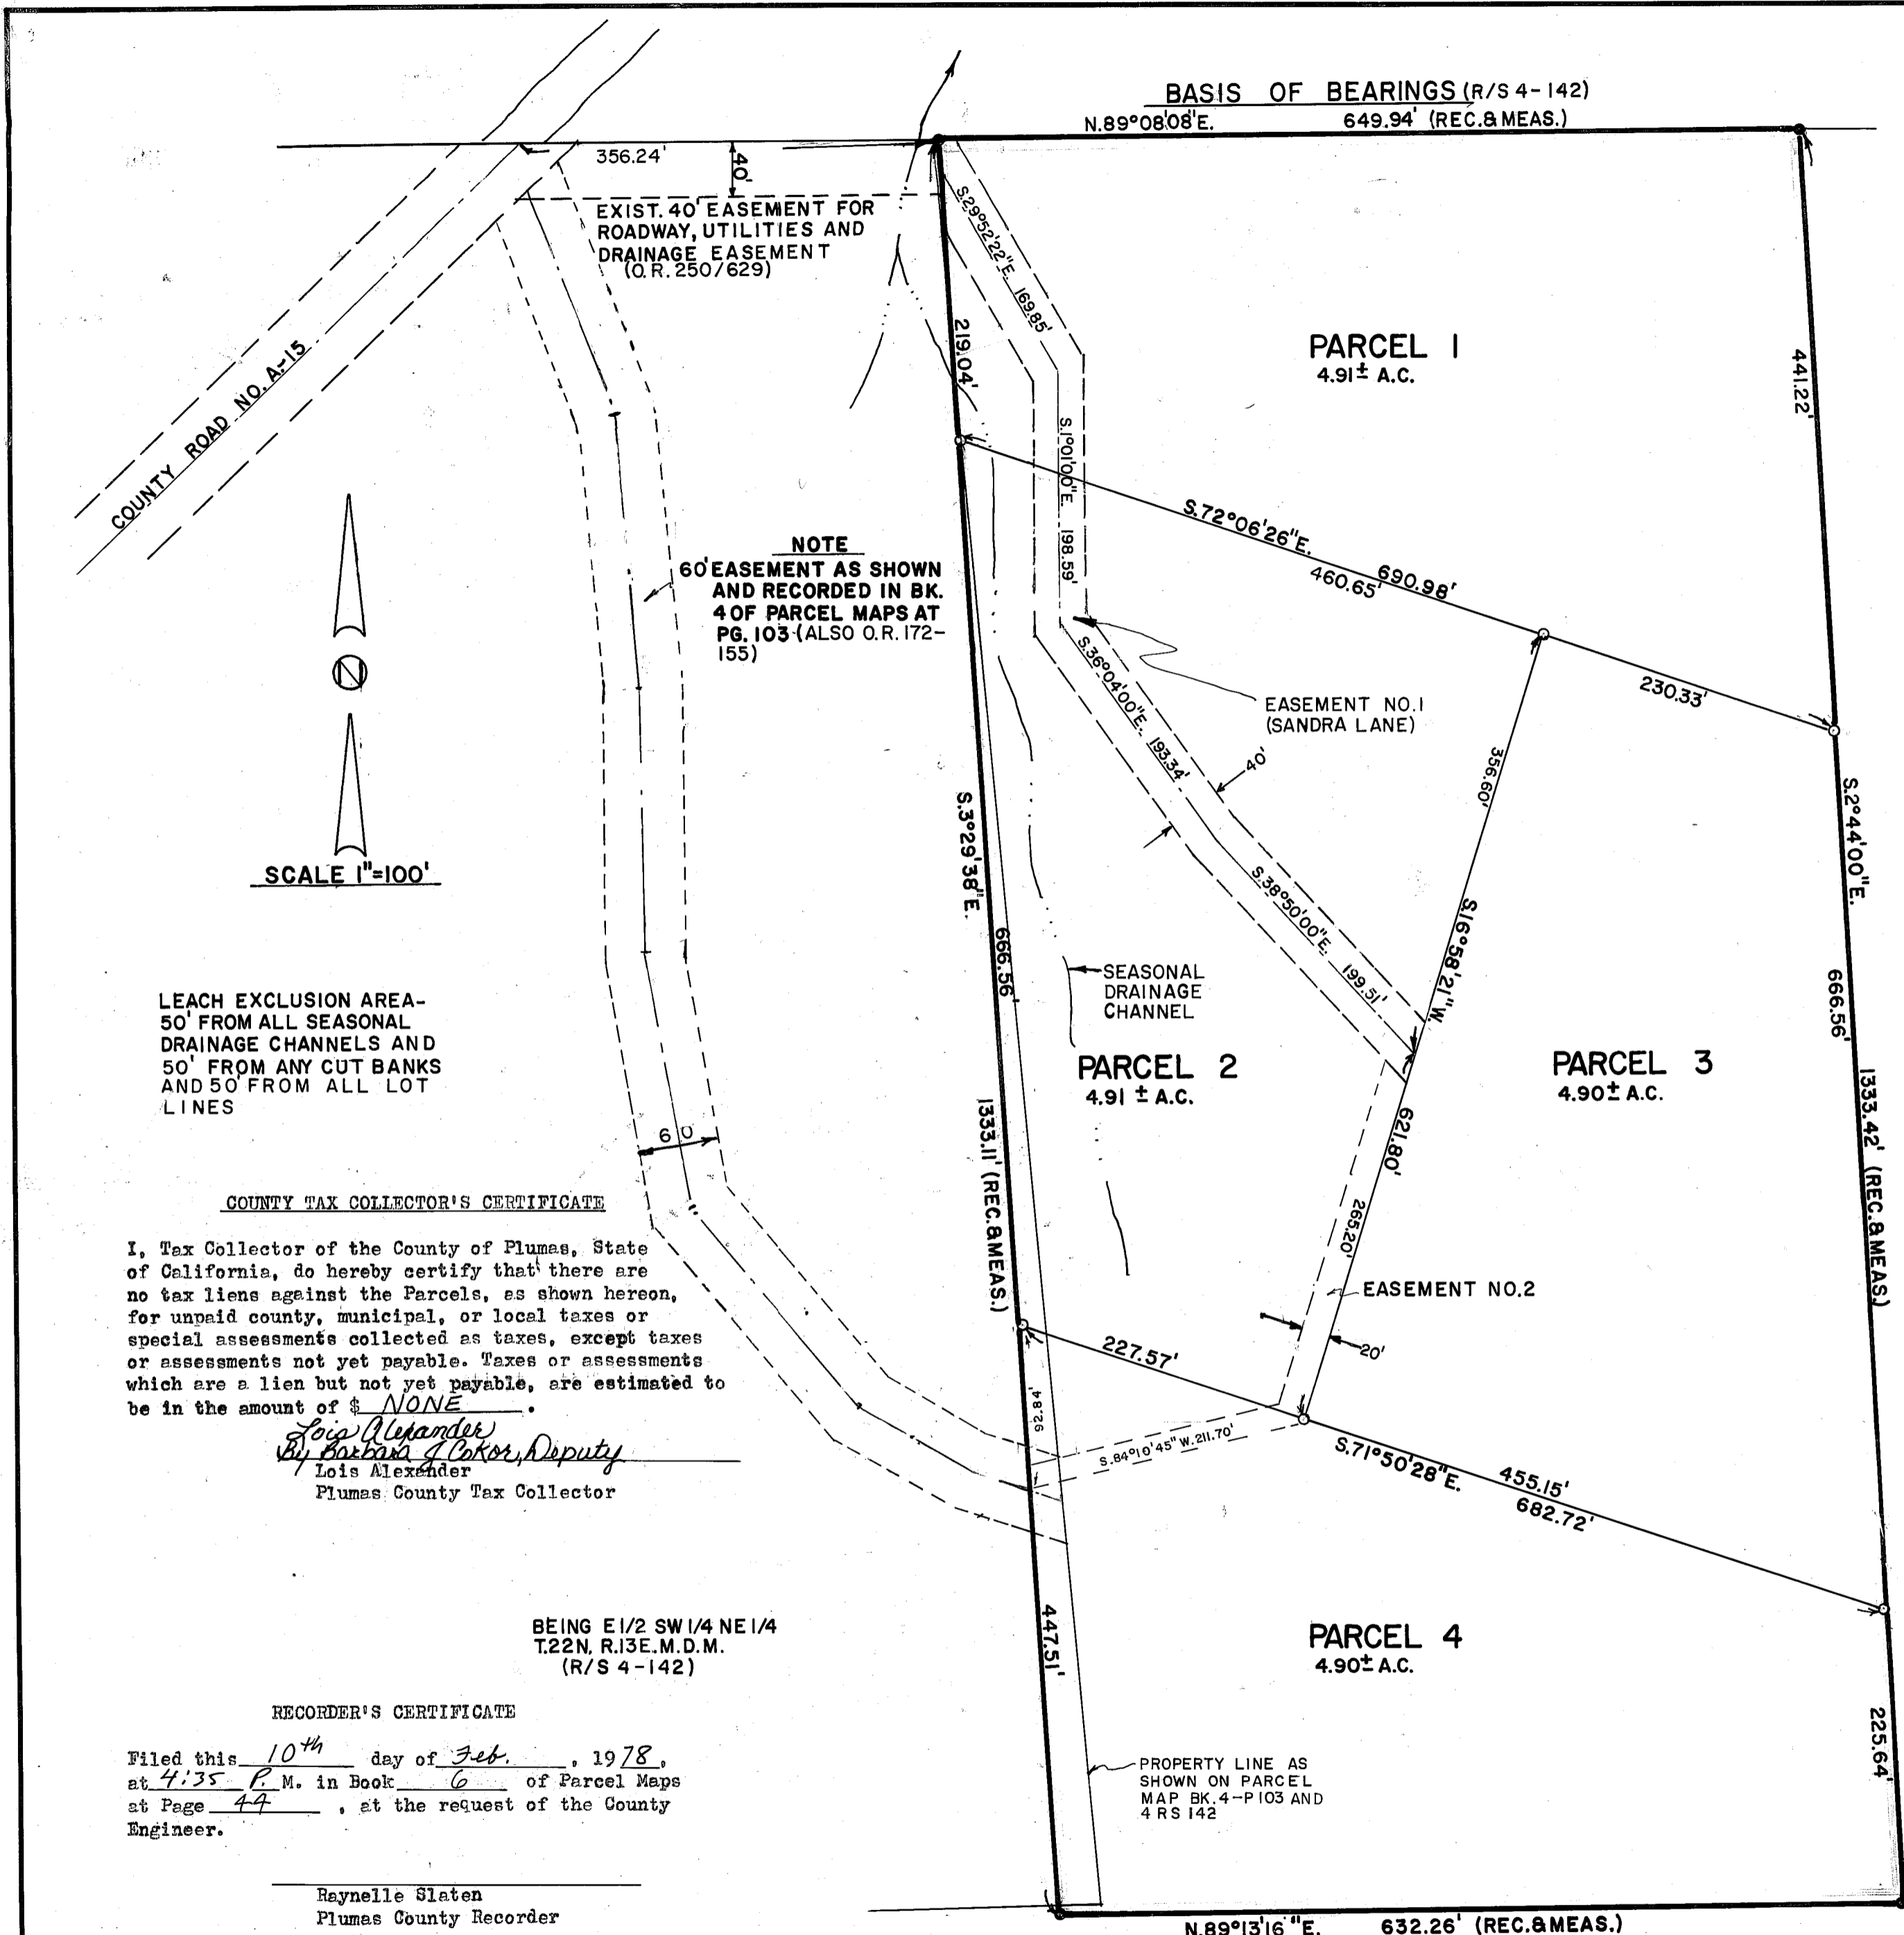 BASIS OF BEARINGS (R/S 4-142)
N.89°08'08"E. 649.94' (REC.& MEAS.)
356.24'
40'
EXIST. 40' EASEMENT FOR
ROADWAY, UTILITIES AND
DRAINAGE EASEMENT
(O.R. 250/629)
COUNTY ROAD NO. A-15
S.29°52'22"E. 169.85'
219.04'
PARCEL 1
4.91± A.C.
441.22'
S.1°01'00"E. 198.59'
S.72°06'26"E.
690.98'
460.65'
230.33'
NOTE
60' EASEMENT AS SHOWN
AND RECORDED IN BK.
4 OF PARCEL MAPS AT
PG. 103 (ALSO O.R. 172-
155)
N
SCALE 1"=100'
S.36°04'00"E. 193.34'
EASEMENT NO.1
(SANDRA LANE)
40'
356.60'
S.2°44'00"E.
S.3°29'38"E.
666.56'
S.38°50'00"E. 199.51'
S.16°58'21"W.
666.56'
SEASONAL
DRAINAGE
CHANNEL
LEACH EXCLUSION AREA-
50' FROM ALL SEASONAL
DRAINAGE CHANNELS AND
50' FROM ANY CUT BANKS
AND 50' FROM ALL LOT
LINES
PARCEL 2
4.91 ± A.C.
PARCEL 3
4.90± A.C.
1333.11' (REC.& MEAS.)
621.80'
1333.42' (REC.& MEAS.)
60
265.20'
EASEMENT NO.2
20'
COUNTY TAX COLLECTOR'S CERTIFICATE
I, Tax Collector of the County of Plumas, State
of California, do hereby certify that there are
no tax liens against the Parcels, as shown hereon,
for unpaid county, municipal, or local taxes or
special assessments collected as taxes, except taxes
or assessments not yet payable. Taxes or assessments
which are a lien but not yet payable, are estimated to
be in the amount of $ NONE .
Lois Alexander
By Barbara J Cokor, Deputy
Lois Alexander
Plumas County Tax Collector
227.57'
92.84'
S.84°10'45"W. 211.70'
S.71°50'28"E.
455.15'
682.72'
BEING E1/2 SW1/4 NE1/4
T.22N, R.13E.M.D.M.
(R/S 4-142)
447.51'
PARCEL 4
4.90± A.C.
225.64'
RECORDER'S CERTIFICATE
Filed this 10th day of Feb. , 1978,
at 4:35 P. M. in Book 6 of Parcel Maps
at Page 44 , at the request of the County
Engineer.
Raynelle Slaten
Plumas County Recorder
PROPERTY LINE AS
SHOWN ON PARCEL
MAP BK.4-P103 AND
4 RS 142
N.89°13'16"E. 632.26' (REC.& MEAS.)